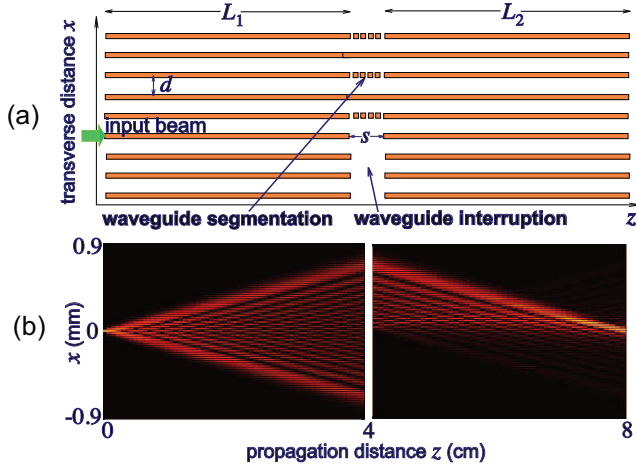 L₁ L₂
transverse distance x
(a)
d
input beam
s
waveguide segmentation
waveguide interruption
z
(b)
x (mm)
0.9
0
-0.9
0 4 8
propagation distance z (cm)